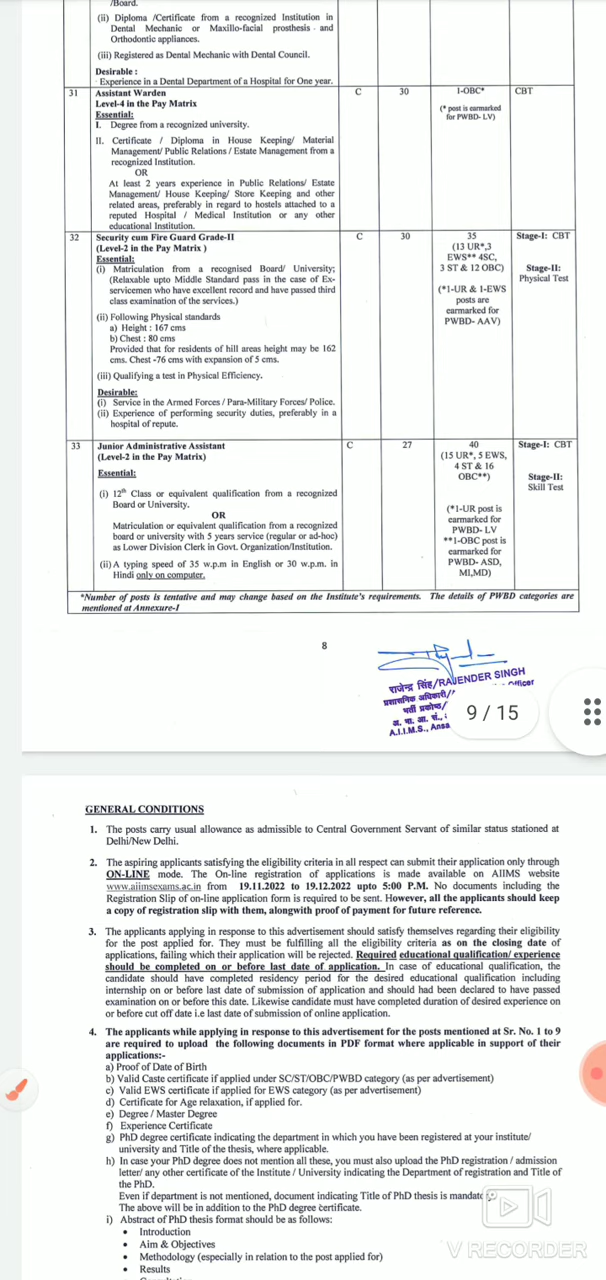 /Board.
(ii) Diploma /Certificate from a recognized Institution in
Dental Mechanic or Maxillo-facial prosthesis and
Orthodontic appliances.
(iii) Registered as Dental Mechanic with Dental Council.
Desirable :
Experience in a Dental Department of a Hospital for One year.
31 Assistant Warden C 30 1-OBC* CBT
Level-4 in the Pay Matrix
Essential:
(* post is earmarked
for PWBD- LV)
I. Degree from a recognized university.
II. Certificate / Diploma in House Keeping/ Material
Management/ Public Relations / Estate Management from a
recognized Institution.
OR
At least 2 years experience in Public Relations/ Estate
Management/ House Keeping/ Store Keeping and other
related areas, preferably in regard to hostels attached to a
reputed Hospital / Medical Institution or any other
educational Institution.
32 Security cum Fire Guard Grade-II C 30 35 Stage-I: CBT
(Level-2 in the Pay Matrix )
Essential:
(13 UR*,3
EWS** 4SC,
3 ST & 12 OBC)
Stage-II:
Physical Test
(*1-UR & 1-EWS
posts are
earmarked for
PWBD- AAV)
(i) Matriculation from a recognised Board/ University;
(Relaxable upto Middle Standard pass in the case of Ex-
servicemen who have excellent record and have passed third
class examination of the services.)
(ii) Following Physical standards
a) Height : 167 cms
b) Chest : 80 cms
Provided that for residents of hill areas height may be 162
cms. Chest -76 cms with expansion of 5 cms.
(iii) Qualifying a test in Physical Efficiency.
Desirable:
(i) Service in the Armed Forces / Para-Military Forces/ Police.
(ii) Experience of performing security duties, preferably in a
hospital of repute.
33 Junior Administrative Assistant C 27 40 Stage-I: CBT
(Level-2 in the Pay Matrix)
(15 UR*, 5 EWS,
4 ST & 16
OBC**)
Stage-II:
Skill Test
Essential:
(*1-UR post is
earmarked for
PWBD- LV
**1-OBC post is
earmarked for
PWBD- ASD,
MI,MD)
(i) 12th Class or equivalent qualification from a recognized
Board or University.
OR
Matriculation or equivalent qualification from a recognized
board or university with 5 years service (regular or ad-hoc)
as Lower Division Clerk in Govt. Organization/Institution.
(ii) A typing speed of 35 w.p.m in English or 30 w.p.m. in
Hindi only on computer.
*Number of posts is tentative and may change based on the Institute's requirements. The details of PWBD categories are
mentioned at Annexure-I
8
राजेन्द्र सिंह/RAJENDER SINGH
प्रशासनिक अधिकारी/
भर्ती प्रकोष्ठ/
अ. भा. आ. सं.,
A.I.I.M.S., Ansa
9 / 15
GENERAL CONDITIONS
1. The posts carry usual allowance as admissible to Central Government Servant of similar status stationed at
Delhi/New Delhi.
2. The aspiring applicants satisfying the eligibility criteria in all respect can submit their application only through
ON-LINE mode. The On-line registration of applications is made available on AIIMS website
www.aiimsexams.ac.in from 19.11.2022 to 19.12.2022 upto 5:00 P.M. No documents including the
Registration Slip of on-line application form is required to be sent. However, all the applicants should keep
a copy of registration slip with them, alongwith proof of payment for future reference.
3. The applicants applying in response to this advertisement should satisfy themselves regarding their eligibility
for the post applied for. They must be fulfilling all the eligibility criteria as on the closing date of
applications, failing which their application will be rejected. Required educational qualification/ experience
should be completed on or before last date of application. In case of educational qualification, the
candidate should have completed residency period for the desired educational qualification including
internship on or before last date of submission of application and should had been declared to have passed
examination on or before this date. Likewise candidate must have completed duration of desired experience on
or before cut off date i.e last date of submission of online application.
4. The applicants while applying in response to this advertisement for the posts mentioned at Sr. No. 1 to 9
are required to upload the following documents in PDF format where applicable in support of their
applications:-
a) Proof of Date of Birth
b) Valid Caste certificate if applied under SC/ST/OBC/PWBD category (as per advertisement)
c) Valid EWS certificate if applied for EWS category (as per advertisement)
d) Certificate for Age relaxation, if applied for.
e) Degree / Master Degree
f) Experience Certificate
g) PhD degree certificate indicating the department in which you have been registered at your institute/
university and Title of the thesis, where applicable.
h) In case your PhD degree does not mention all these, you must also upload the PhD registration / admission
letter/ any other certificate of the Institute / University indicating the Department of registration and Title of
the PhD.
Even if department is not mentioned, document indicating Title of PhD thesis is mandato
The above will be in addition to the PhD degree certificate.
i) Abstract of PhD thesis format should be as follows:
• Introduction
• Aim & Objectives
• Methodology (especially in relation to the post applied for)
• Results
V RECORDER